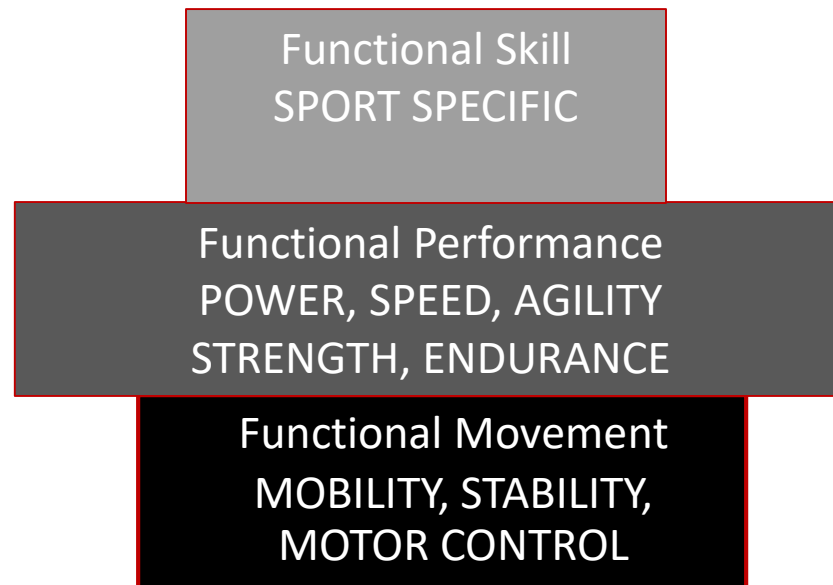 Functional Skill
SPORT SPECIFIC
Functional Performance
POWER, SPEED, AGILITY
STRENGTH, ENDURANCE
Functional Movement
MOBILITY, STABILITY,
MOTOR CONTROL